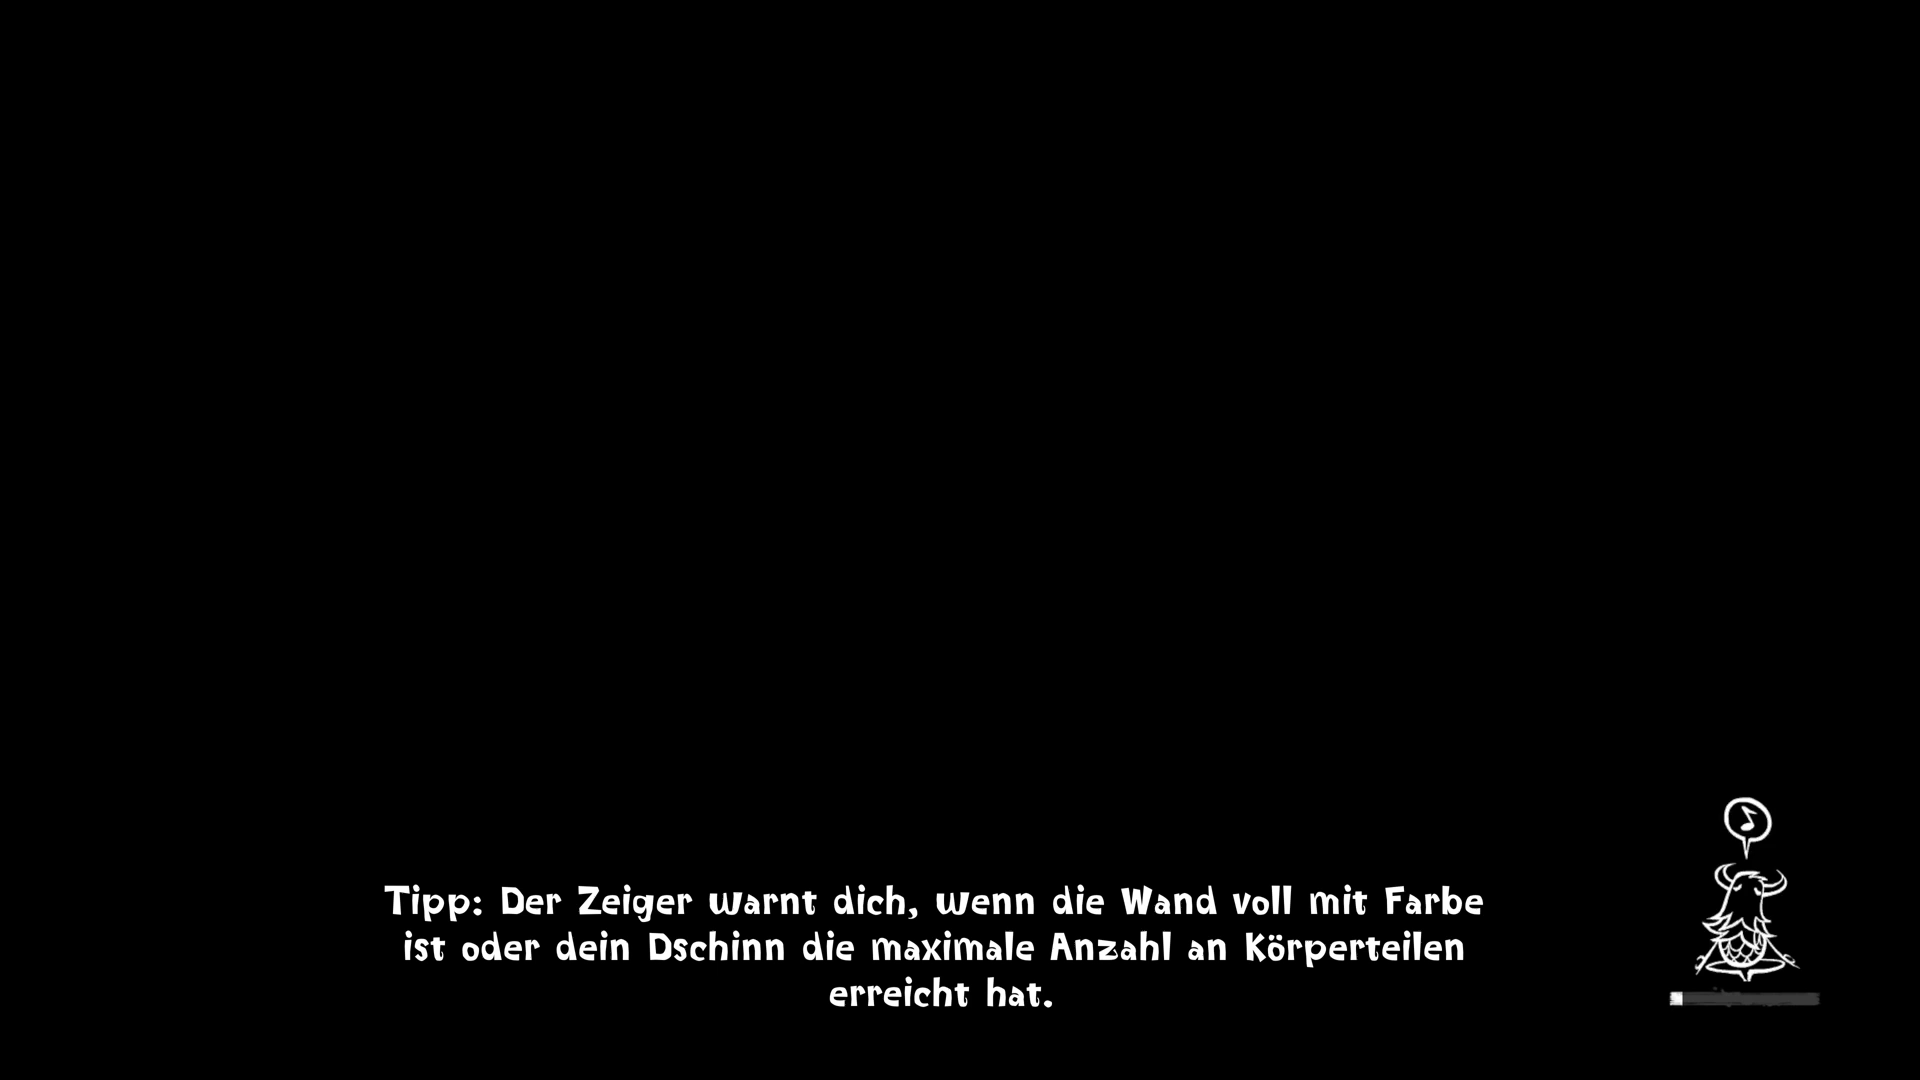 Tipp: Der Zeiger warnt dich, wenn die Wand voll mit Farbe
ist oder dein Dschinn die maximale Anzahl an Körperteilen
erreicht hat.